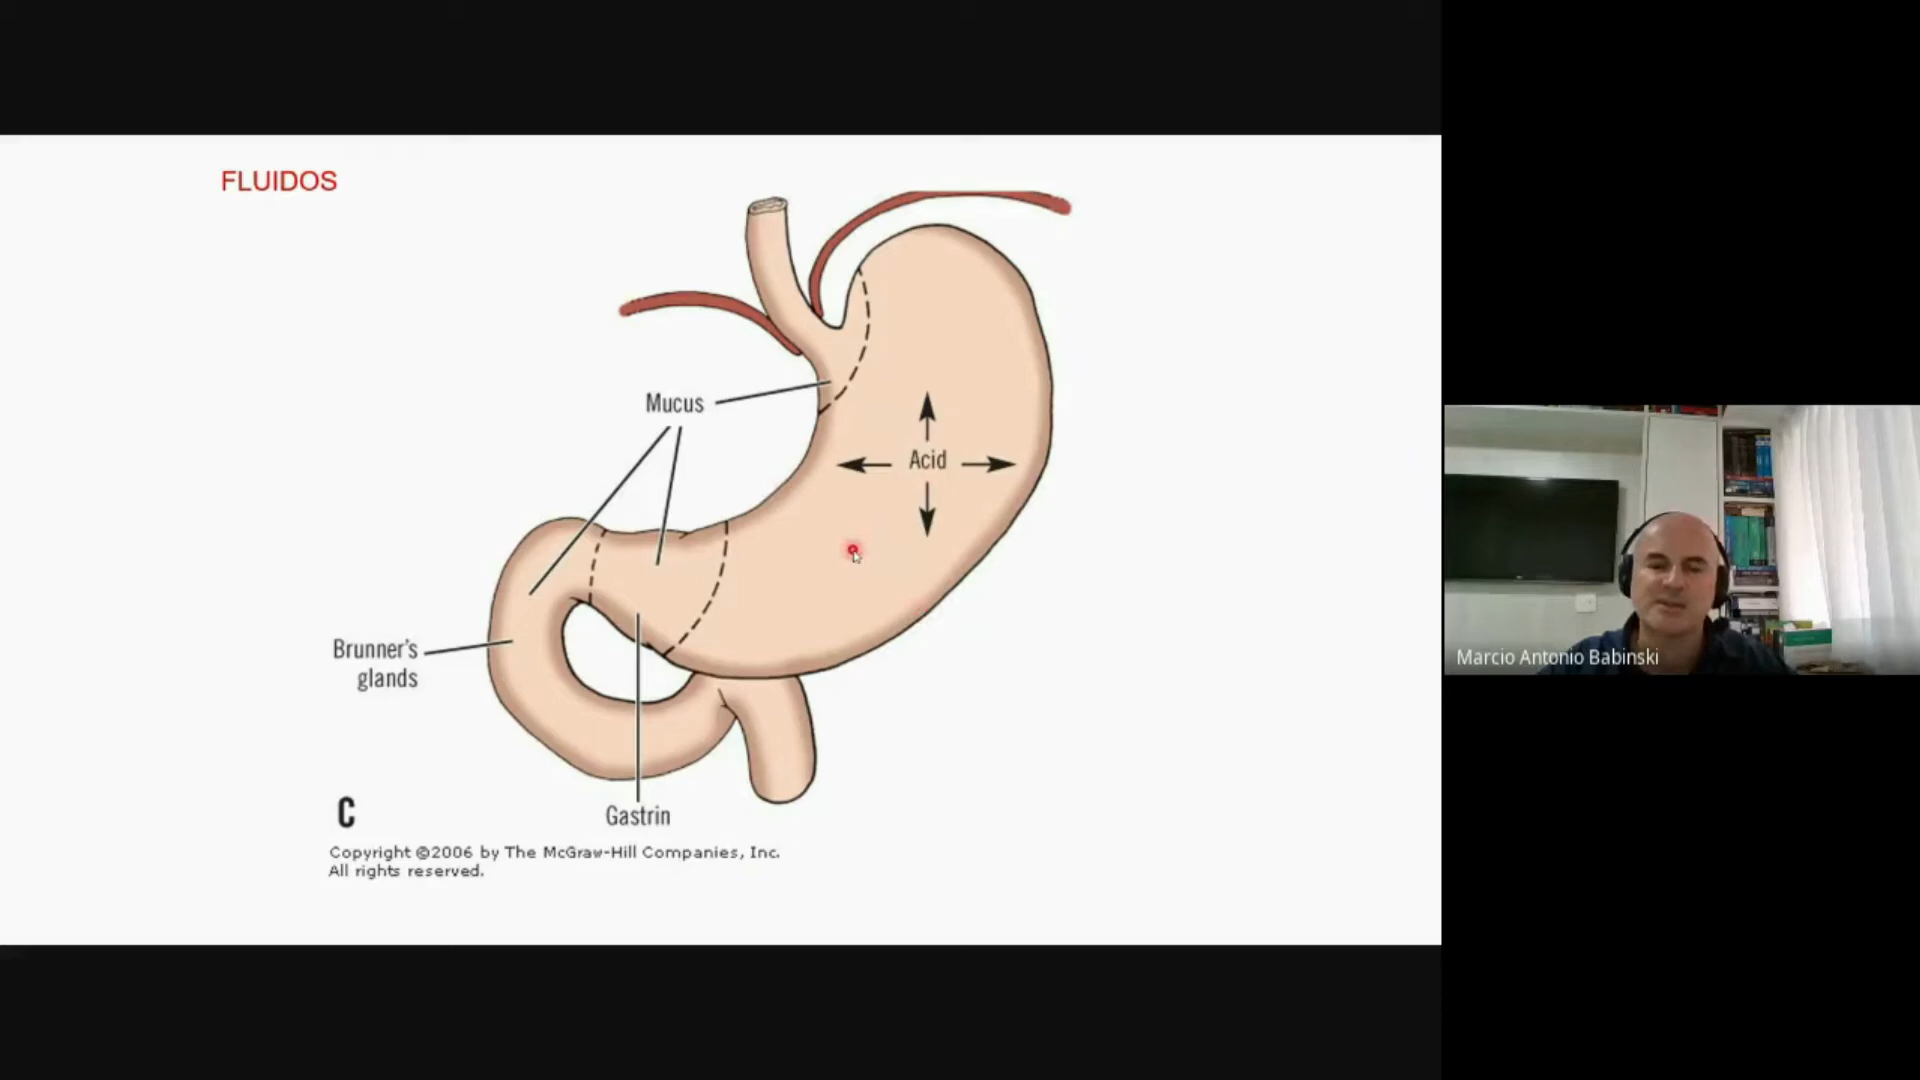 FLUIDOS
Mucus
Acid
Brunner's
glands
Gastrin
C
Copyright ©2006 by The McGraw-Hill Companies, Inc.
All rights reserved.
Marcio Antonio Babinski